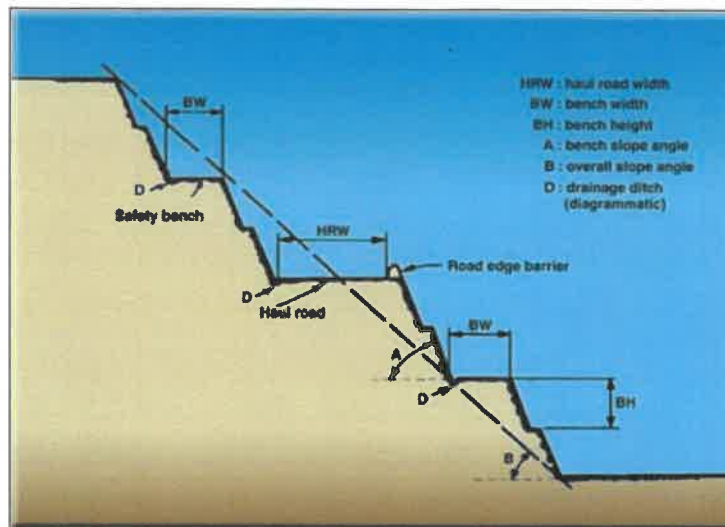 HRW : haul road width
BW : bench width
BH : bench height
A : bench slope angle
B : overall slope angle
D : drainage ditch
(diagrammatic)
BW
D
Safety bench
HRW
Road edge barrier
D
Haul road
A
BW
D
BH
B